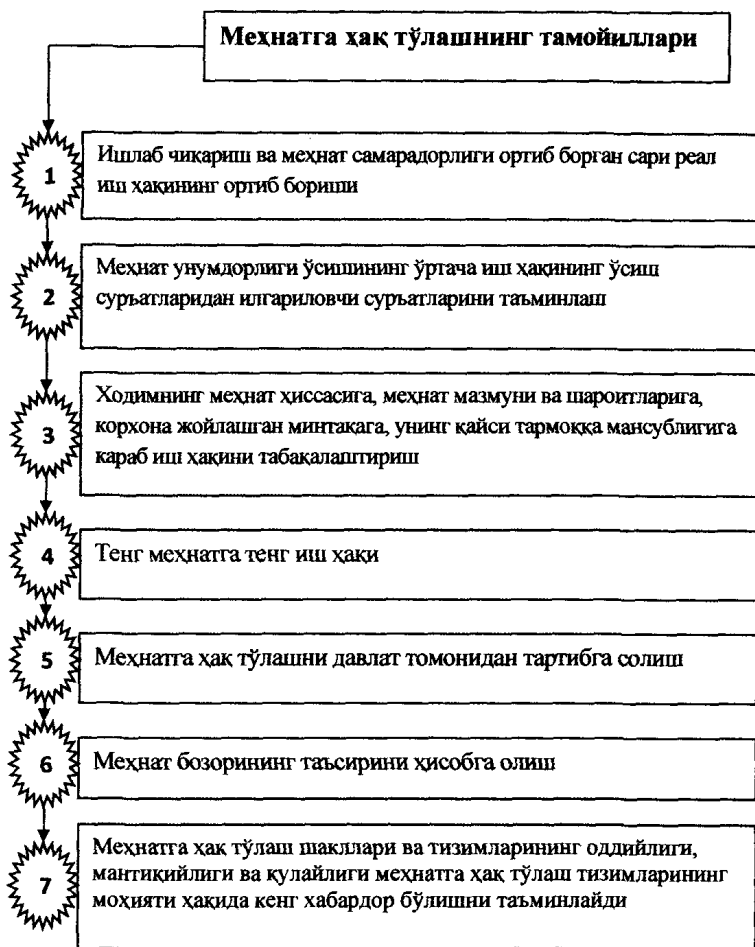 Меҳнатга ҳақ тўлашнинг тамойиллари
1
Ишлаб чиқариш ва меҳнат самарадорлиги ортиб борган сари реал
иш ҳақининг ортиб бориши
2
Меҳнат унумдорлиги ўсишининг ўртача иш ҳақининг ўсиш
суръатларидан илгариловчи суръатларини таъминлаш
3
Ходимнинг меҳнат ҳиссасига, меҳнат мазмуни ва шароитларига,
корхона жойлашган минтақага, унинг қайси тармоққа мансублигига
караб иш ҳақини табақалаштириш
4
Тенг меҳнатга тенг иш ҳақи
5
Меҳнатга ҳақ тўлашни давлат томонидан тартибга солиш
6
Меҳнат бозорининг таъсирини ҳисобга олиш
7
Меҳнатга ҳақ тўлаш шакллари ва тизимларининг оддийлиги,
мантиқийлиги ва қулайлиги меҳнатга ҳақ тўлаш тизимларининг
моҳияти ҳақида кенг хабардор бўлишни таъминлайди